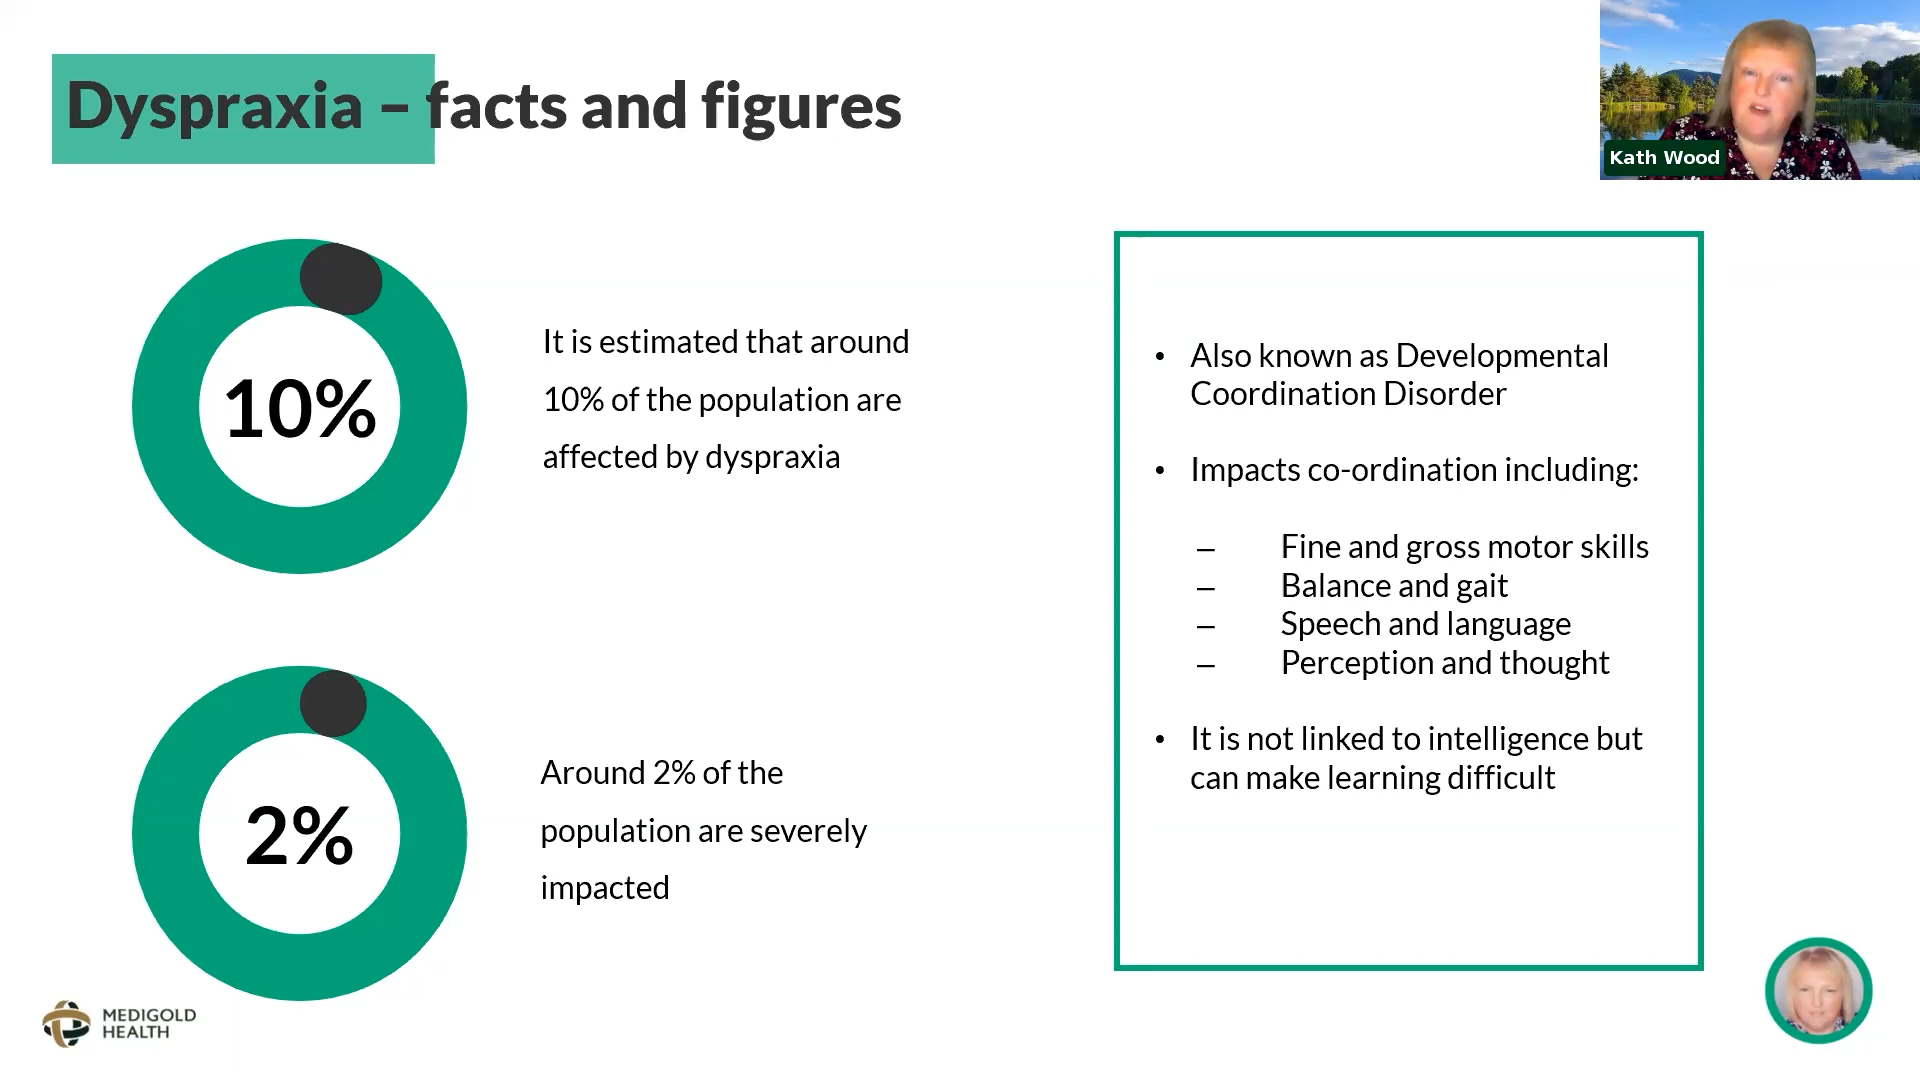 Dyspraxia – facts and figures
Kath Wood
10%
It is estimated that around
10% of the population are
affected by dyspraxia
2%
Around 2% of the
population are severely
impacted
• Also known as Developmental
Coordination Disorder
• Impacts co-ordination including:
– Fine and gross motor skills
– Balance and gait
– Speech and language
– Perception and thought
• It is not linked to intelligence but
can make learning difficult
MEDIGOLD
HEALTH